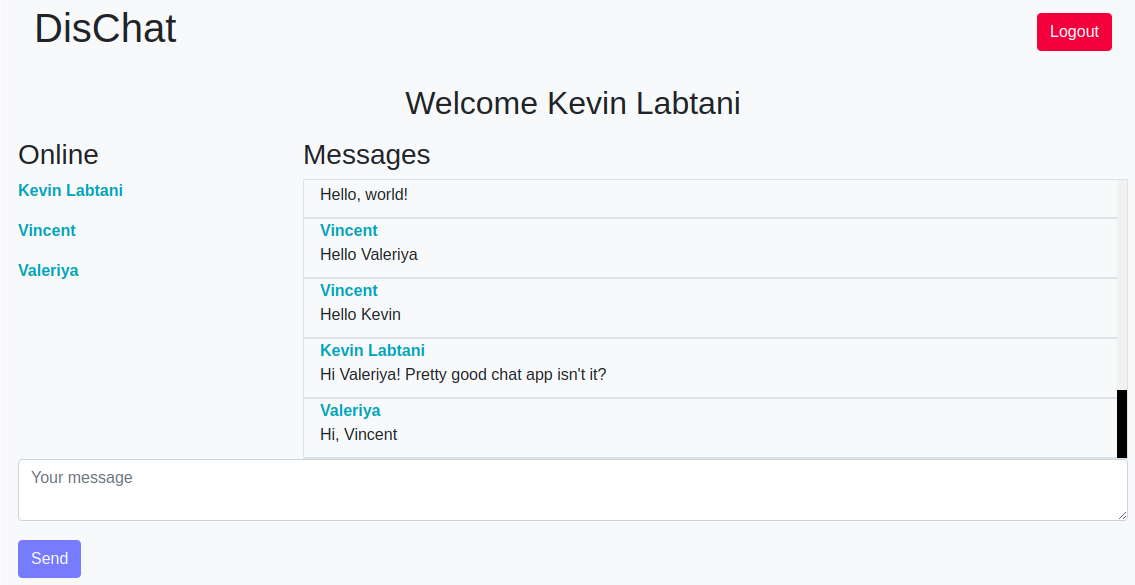 DisChat
Logout
Welcome Kevin Labtani
Online
Kevin Labtani
Vincent
Valeriya
Messages
Hello, world!
Vincent
Hello Valeriya
Vincent
Hello Kevin
Kevin Labtani
Hi Valeriya! Pretty good chat app isn't it?
Valeriya
Hi, Vincent
Your message
Send